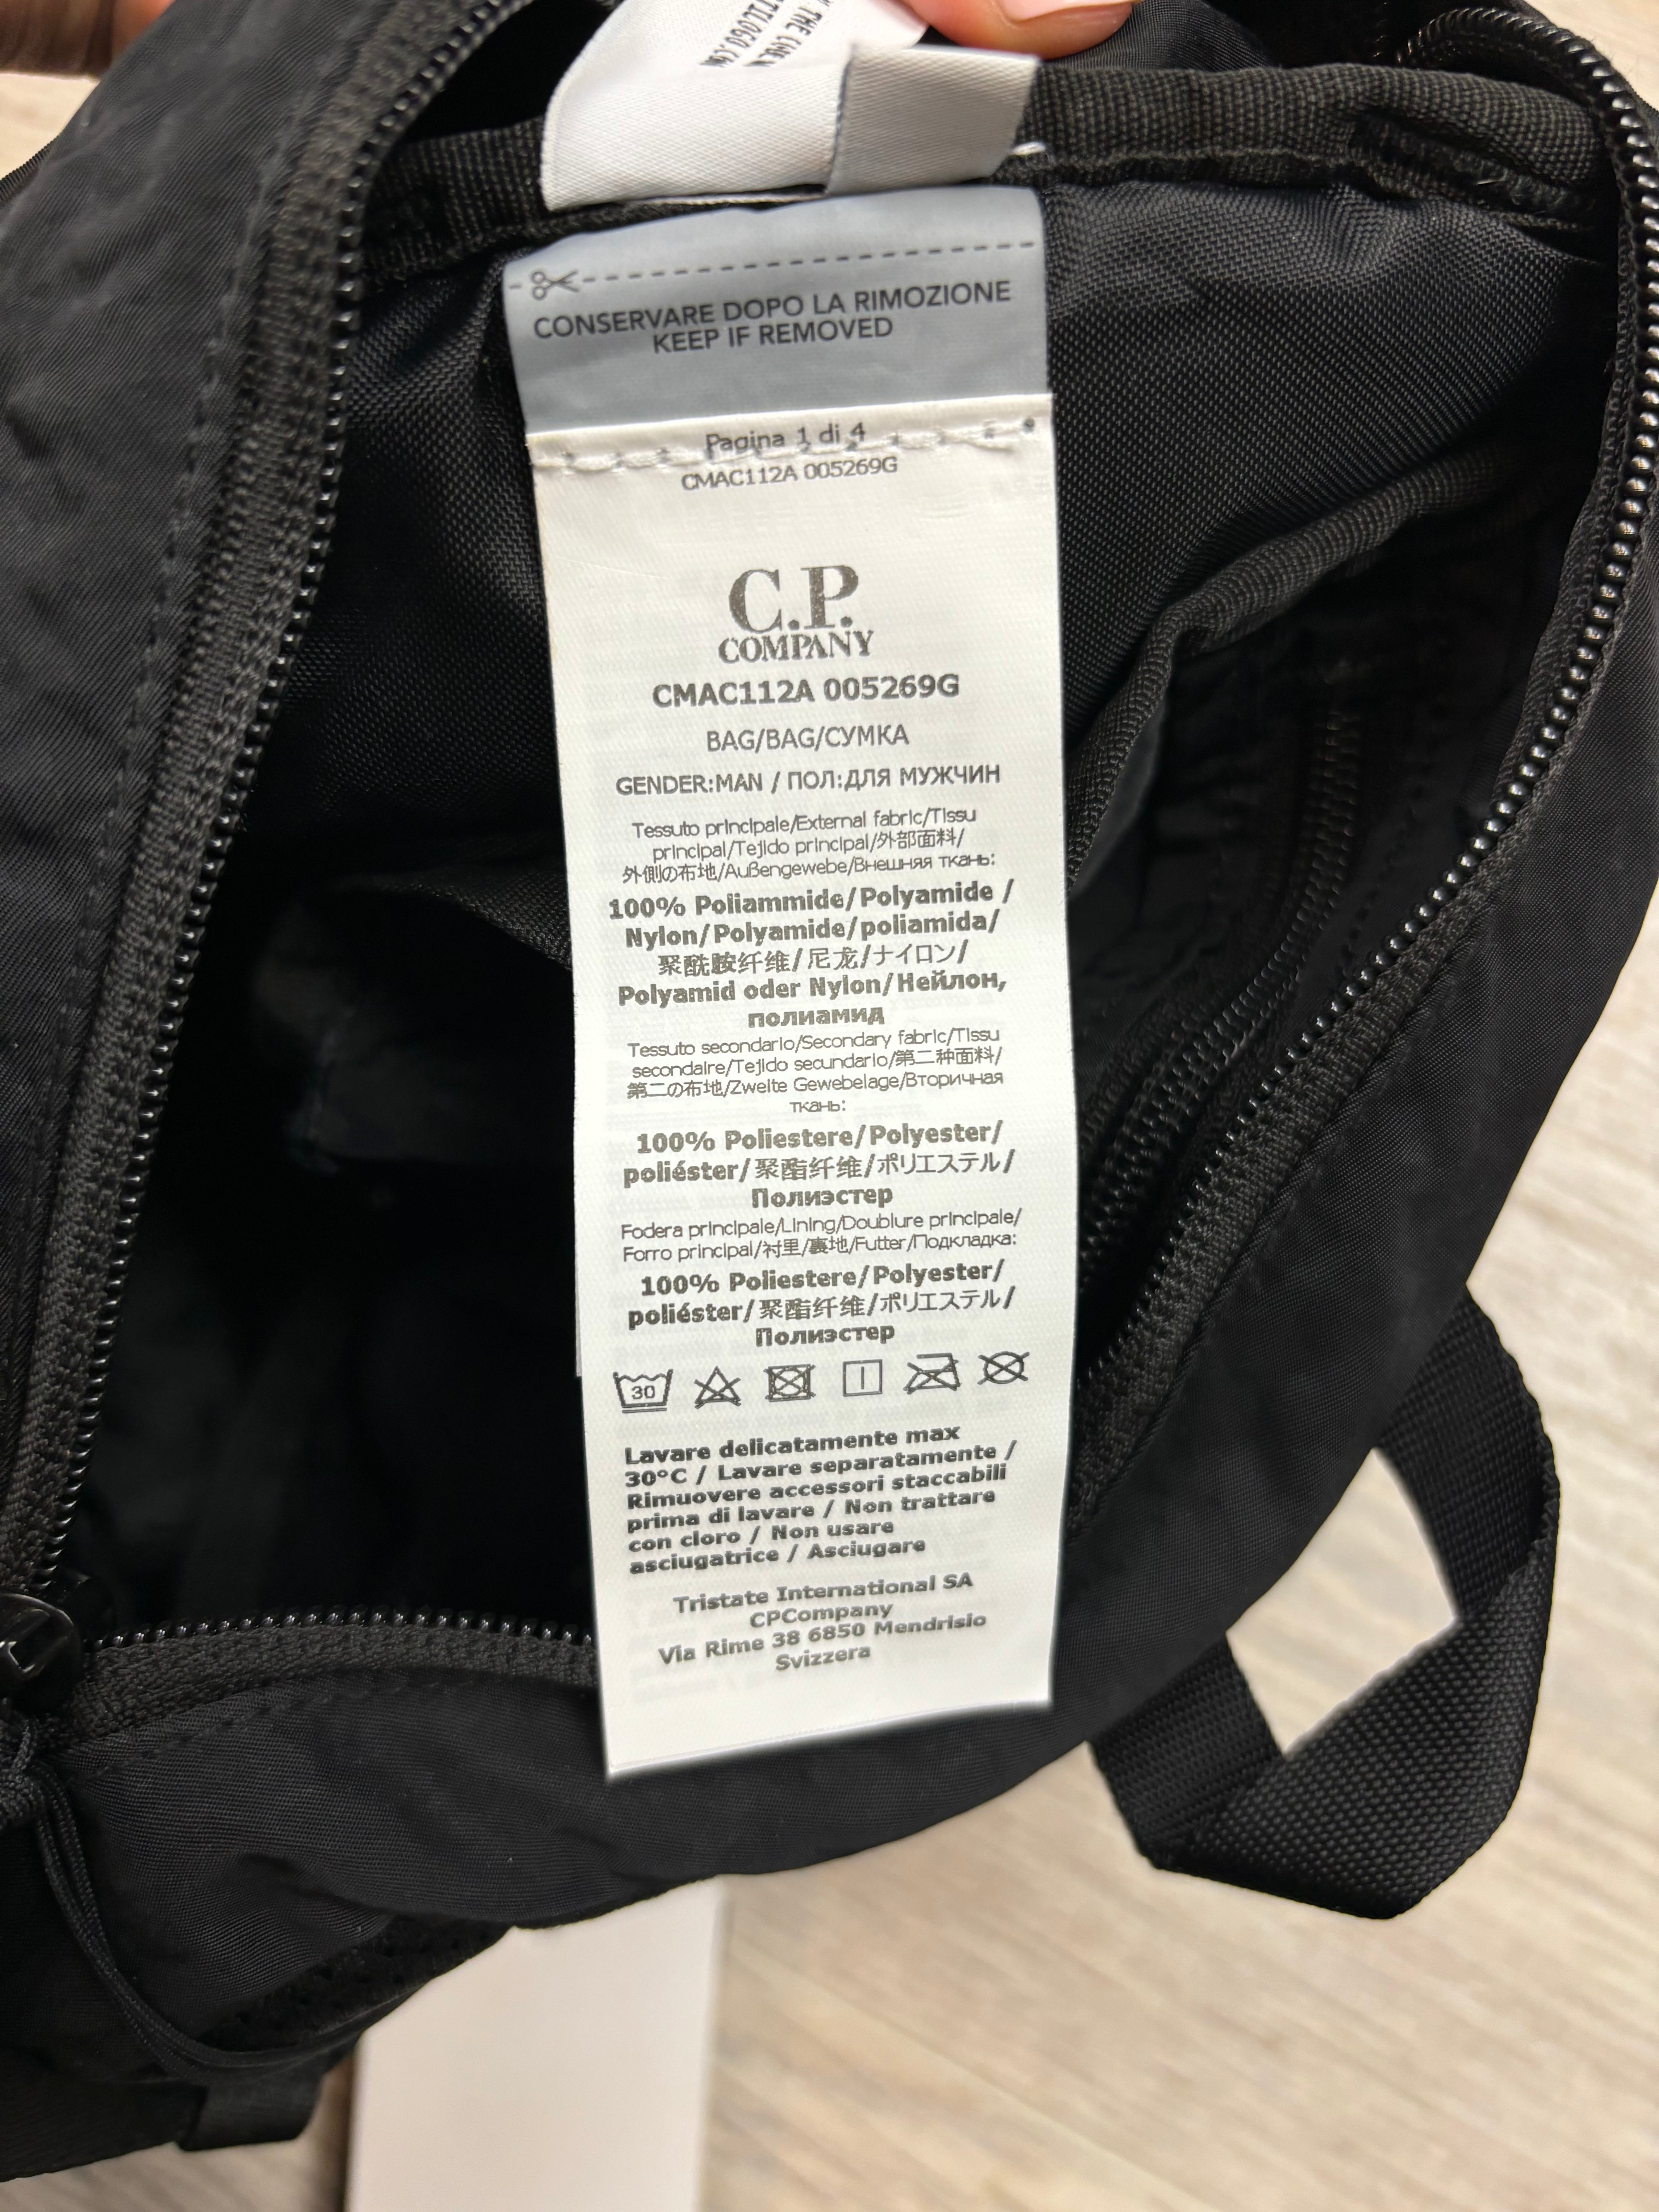 THE
CONSERVARE DOPO LA RIMOZIONE
KEEP IF REMOVED
Pagina 1 di 4
CMAC112A 005269G
C.P.
COMPANY
CMAC112A 005269G
BAG/BAG/СУМКА
GENDER:MAN / ПОЛ:ДЛЯ МУЖЧИН
Tessuto principale/External fabric/Tissu
principal/Tejido principal/外部面料/
外側の布地/Außengewebe/Внешняя ткань:
100% Poliammide/Polyamide /
Nylon/Polyamide/poliamida/
聚酰胺纤维/尼龙/ナイロン/
Polyamid oder Nylon/Нейлон,
полиамид
Tessuto secondario/Secondary fabric/Tissu
secondaire/Tejido secundario/第二种面料/
第二の布地/Zweite Gewebelage/Вторичная
ткань:
100% Poliestere/Polyester/
poliéster/聚酯纤维/ポリエステル/
Полиэстер
Fodera principale/Lining/Doublure principale/
Forro principal/衬里/裏地/Futter/Подкладка:
100% Poliestere/Polyester/
poliéster/聚酯纤维/ポリエステル/
Полиэстер
30
Lavare delicatamente max
30°C / Lavare separatamente /
Rimuovere accessori staccabili
prima di lavare / Non trattare
con cloro / Non usare
asciugatrice / Asciugare
Tristate International SA
CPCompany
Via Rime 38 6850 Mendrisio
Svizzera